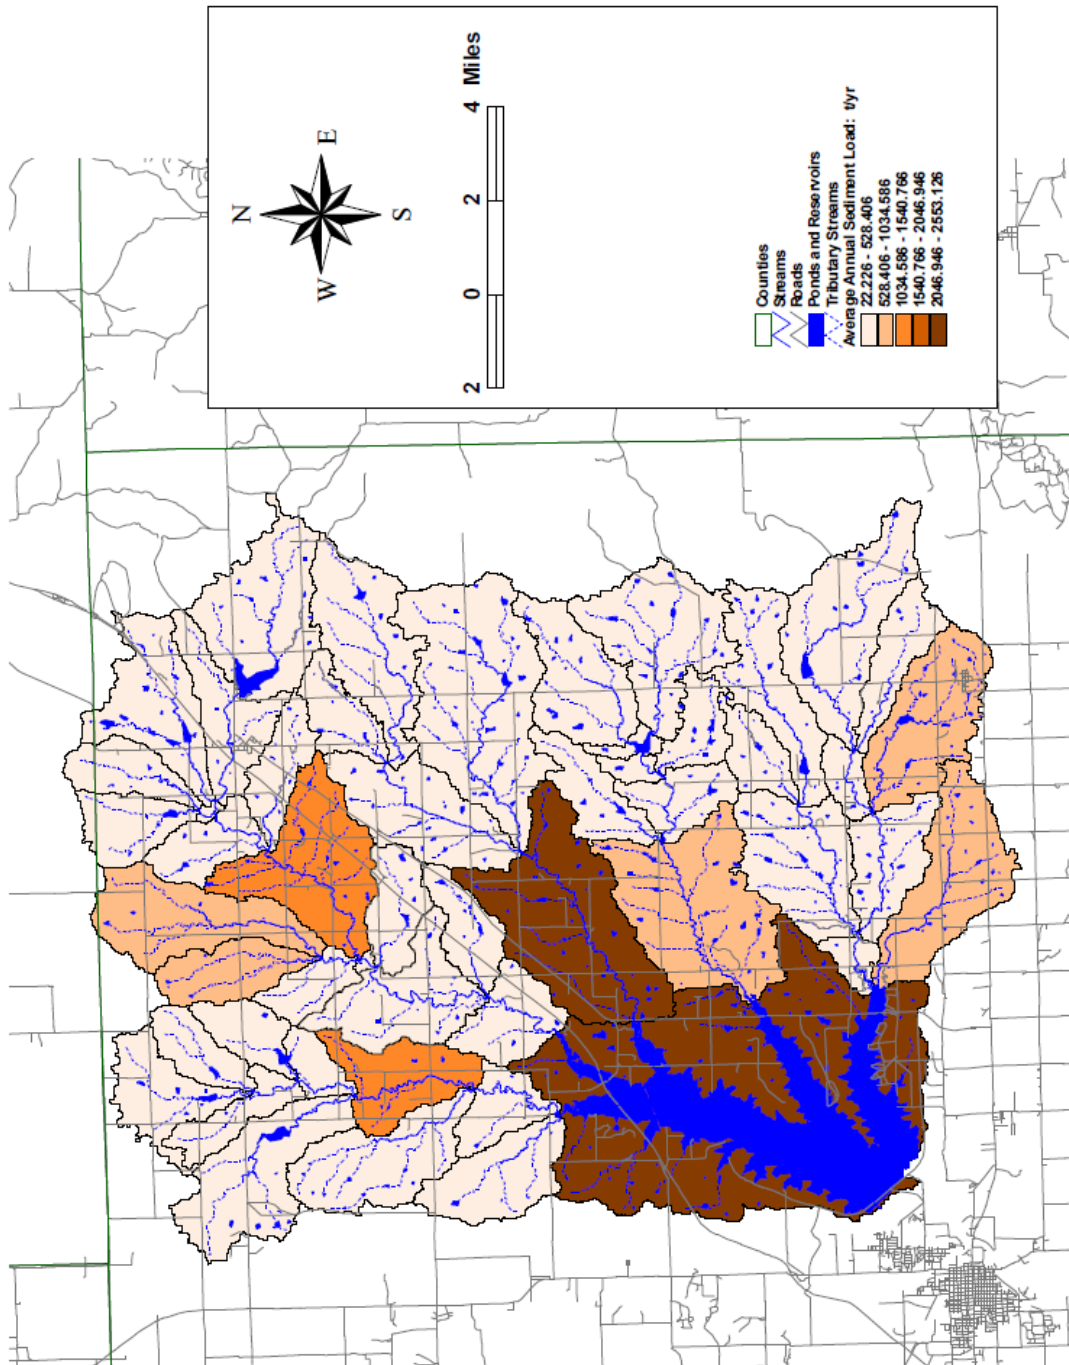 N
W
E
S
2
0
2
4
Miles
Counties
Streams
Roads
Ponds and Reservoirs
Tributary Streams
Average Annual Sediment Load: t/yr
22.226 - 528.406
528.406 - 1034.586
1034.586 - 1540.766
1540.766 - 2046.946
2046.946 - 2553.126